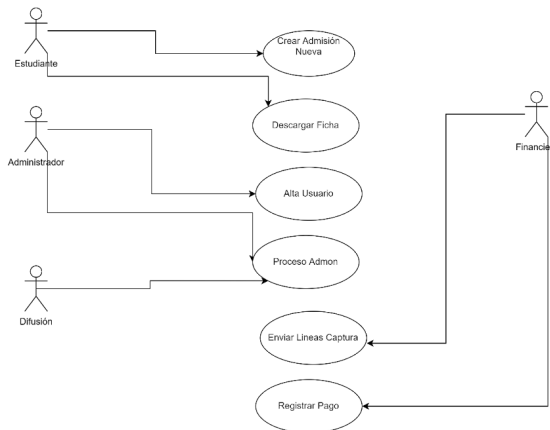 Estudiante
Crear Admisión
Nueva
Descargar Ficha
Administrador
Financie
Alta Usuario
Proceso Admon
Difusión
Enviar Lineas Captura
Registrar Pago